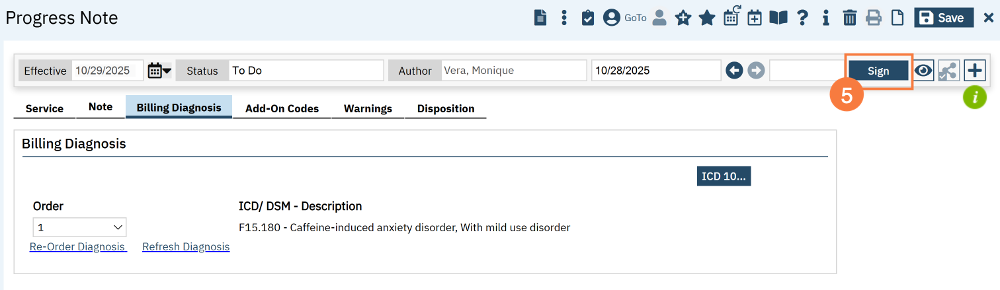 Progress Note
GoTo
Save
Effective 10/29/2025 Status To Do Author Vera, Monique 10/28/2025 Sign
5
i
Service Note Billing Diagnosis Add-On Codes Warnings Disposition
Billing Diagnosis
ICD 10...
Order ICD/ DSM - Description
1 F15.180 - Caffeine-induced anxiety disorder, With mild use disorder
Re-Order Diagnosis Refresh Diagnosis